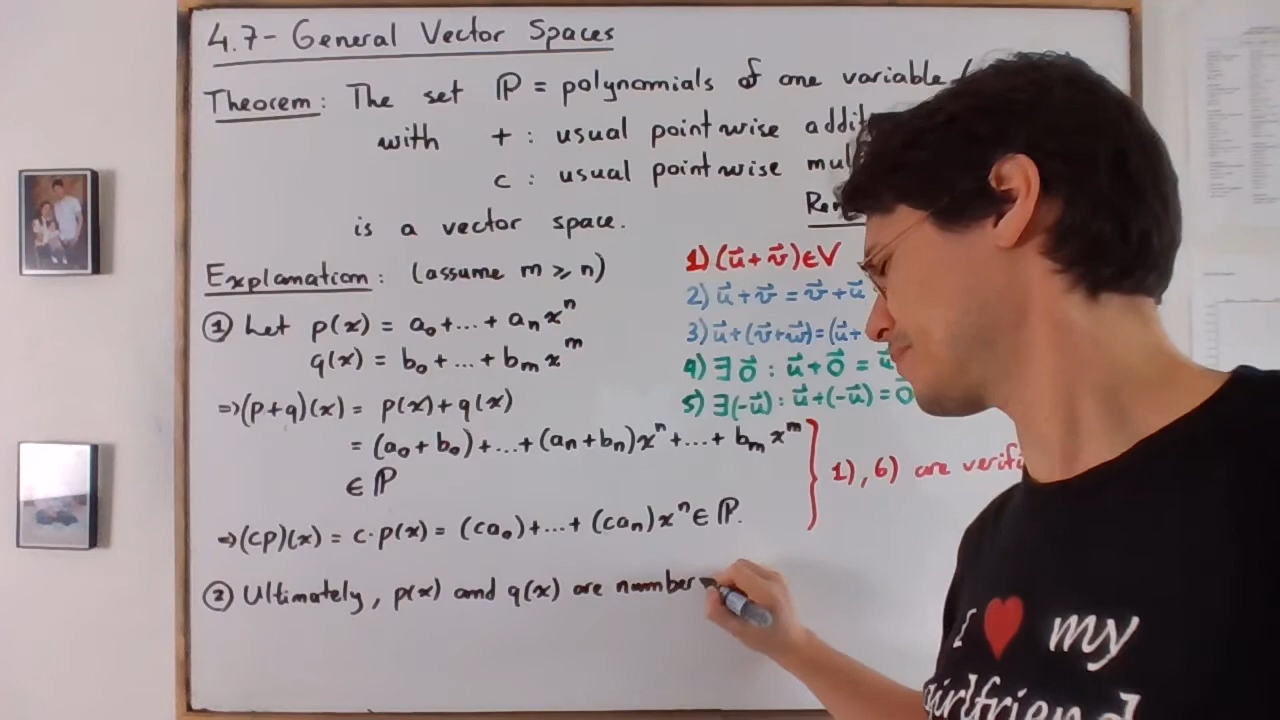 4.7 - General Vector Spaces
Theorem: The set ℙ = polynomials of one variable
with + : usual pointwise addit
c : usual pointwise mul
is a vector space.
Rem
Explanation: (assume m ⩾ n)
1) (u⃗ + v⃗) ∈ V
2) u⃗ + v⃗ = v⃗ + u⃗
3) u⃗ + (v⃗ + w⃗) = (u⃗ +
4) ∃ 0⃗ : u⃗ + 0⃗ = u⃗
5) ∃(-u⃗) : u⃗ + (-u⃗) = 0⃗
① Let p(x) = a₀ + ... + aₙxⁿ
q(x) = b₀ + ... + bₘxᵐ
⇒ (p+q)(x) = p(x) + q(x)
= (a₀ + b₀) + ... + (aₙ + bₙ)xⁿ + ... + bₘxᵐ
∈ ℙ
1), 6) are verifi
⇒ (cp)(x) = c·p(x) = (ca₀) + ... + (caₙ)xⁿ ∈ ℙ.
② Ultimately, p(x) and q(x) are number
I ♥ my
girlfriend